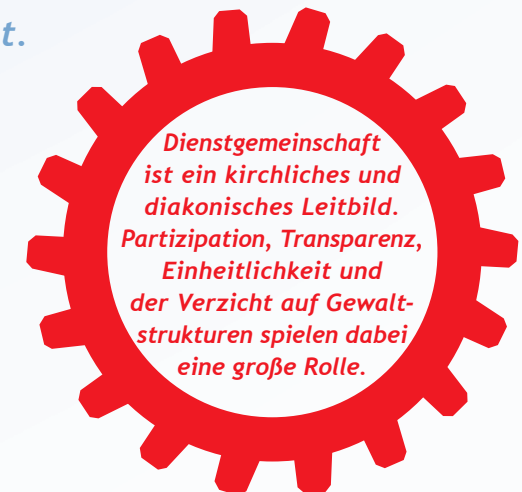 t.
Dienstgemeinschaft
ist ein kirchliches und
diakonisches Leitbild.
Partizipation, Transparenz,
Einheitlichkeit und
der Verzicht auf Gewalt-
strukturen spielen dabei
eine große Rolle.